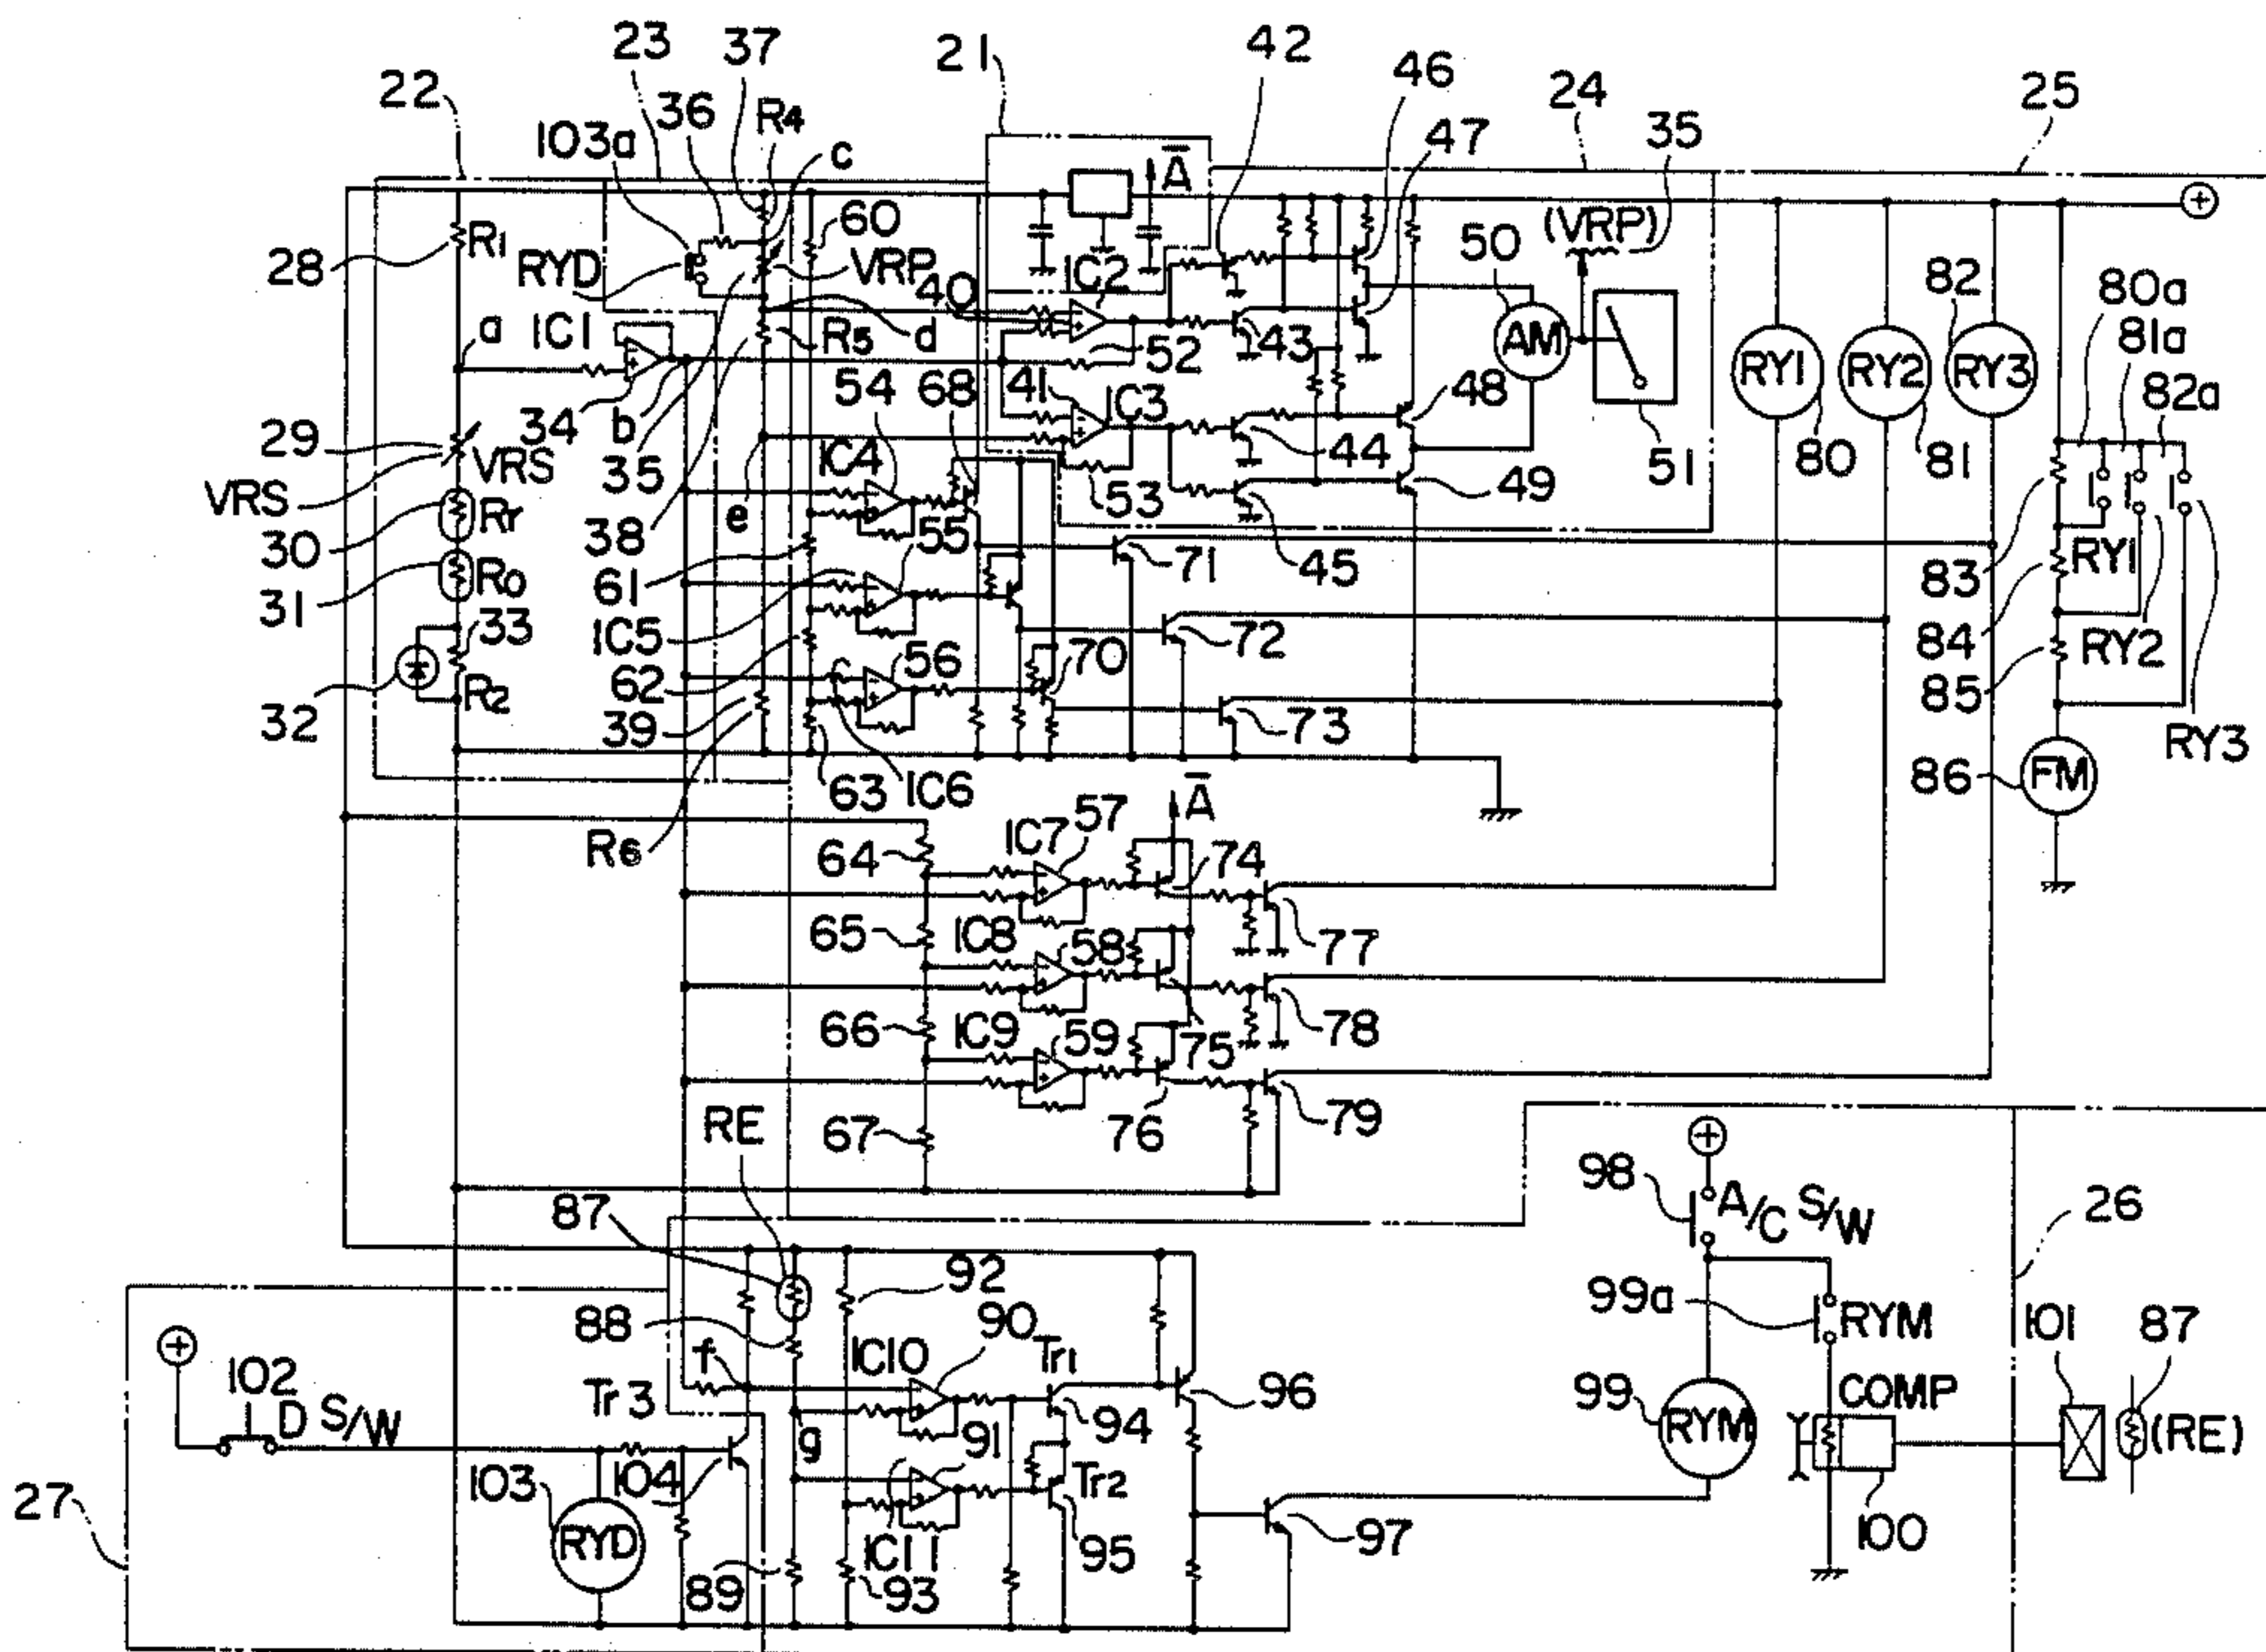 23 37 21 42 46 24 25
22 36 R4 47 35
103a c A̅
28 R1 RYD 60 VRP IC2 50 (VRP) 82 80a
a IC1 40 d R5 43 AM RY1 RY2 RY3 81a
52 82a
34 b 54 68 41 IC3 48
29 VRS IC4 44 51 80 81
VRS 35 e 53 49
30 Rr 38 55 45 83
31 Ro 61 71 RY1
33 IC5 72 84 RY2
32 R2 62 56 70 85
39 73 RY3
63 IC6 86 FM
A̅
R6 64 IC7 57 74
65 IC8 58 77
66 IC9 59 75 78
RE 67 76 79
98 A/C S/W 26
87 92 99a RYM 101 87
88 90
f IC10 Tr1 96 COMP
102 Tr3 94 99 RYM (RE)
D S/W g 91
103 104 Tr2 97 100
27 RYD IC11 95
89 93